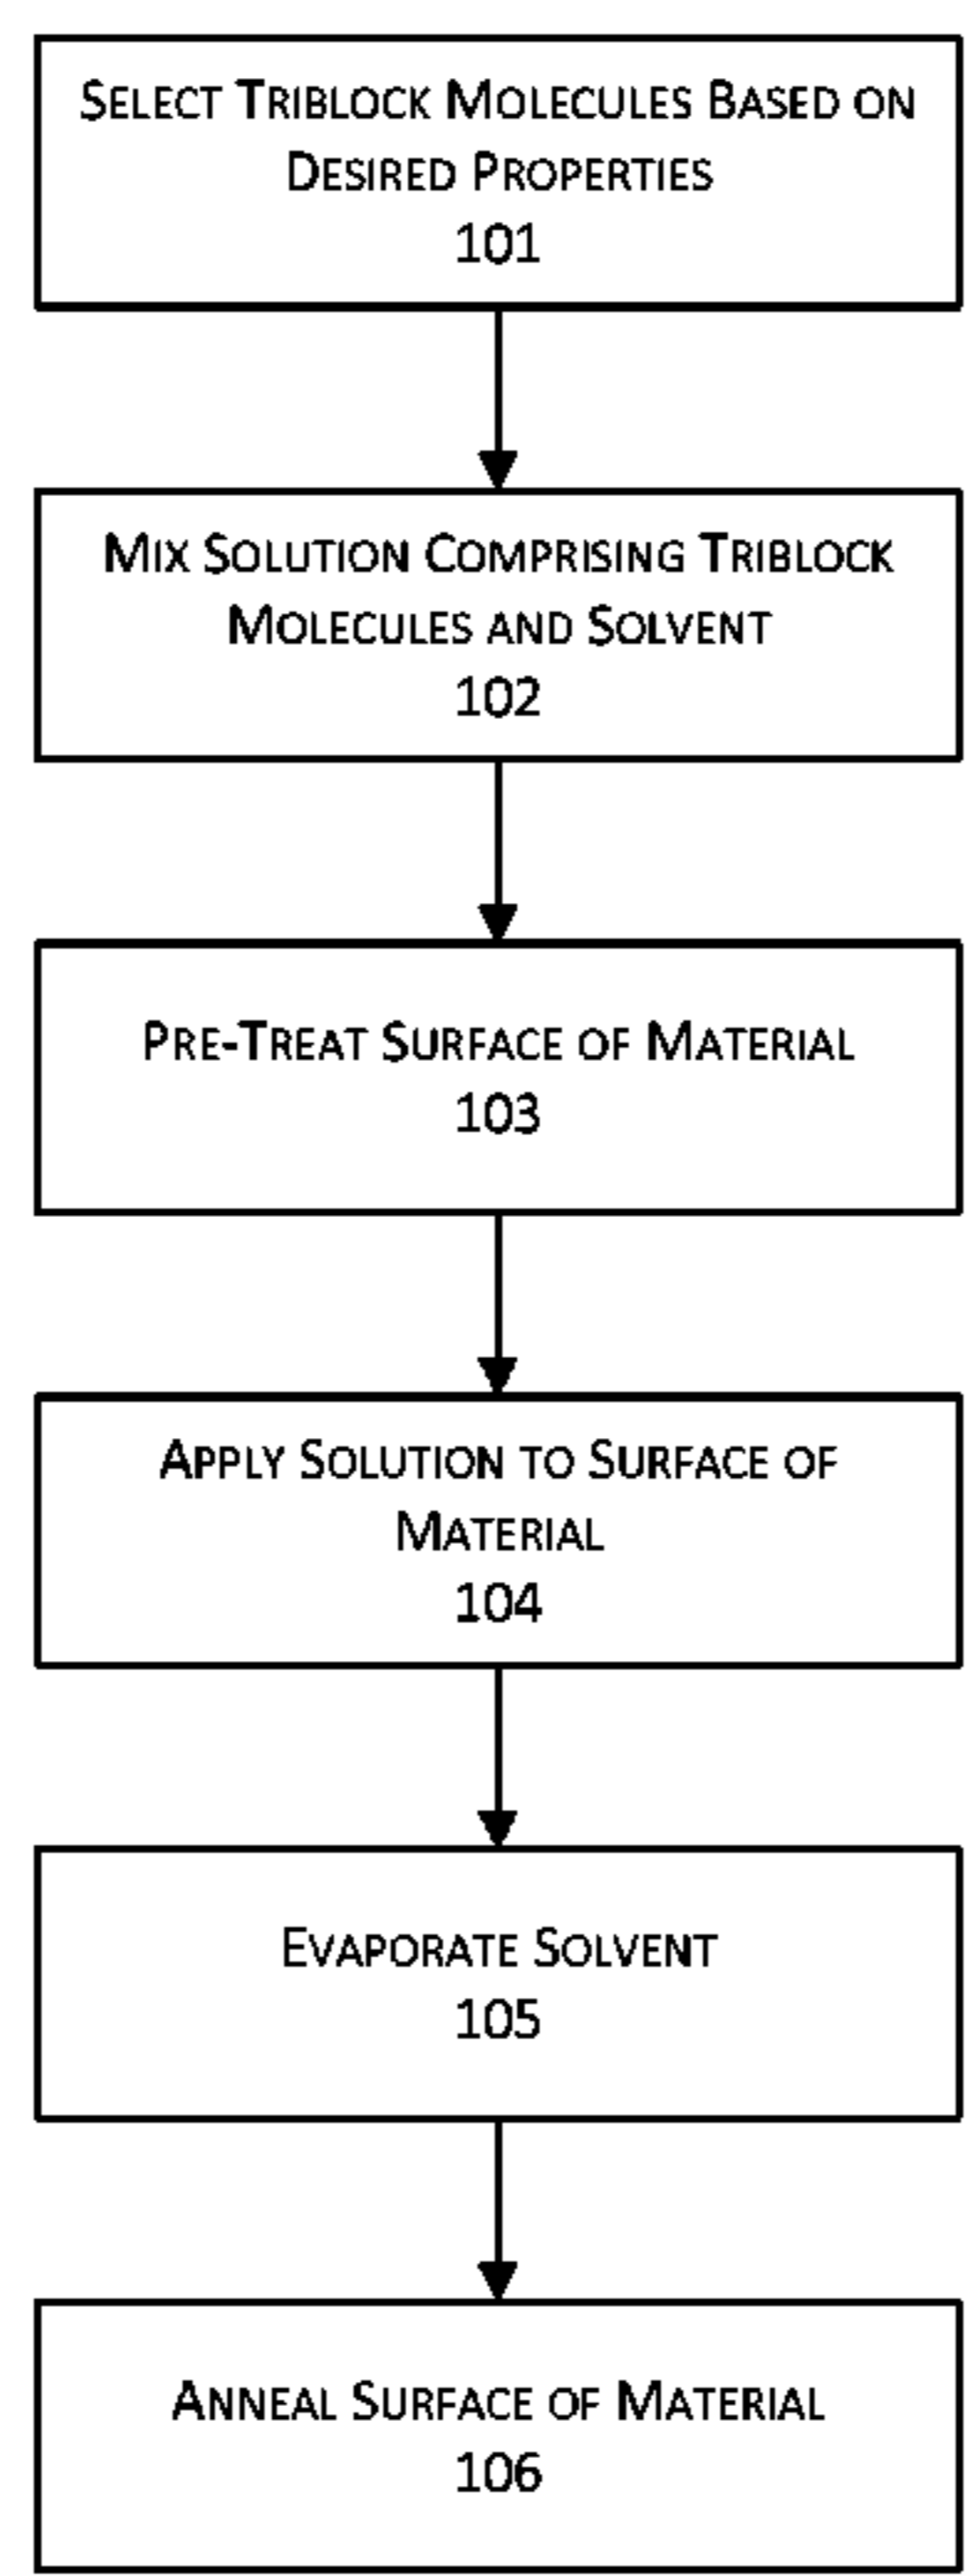 Select Triblock Molecules Based on
Desired Properties
101
Mix Solution Comprising Triblock
Molecules and Solvent
102
Pre-Treat Surface of Material
103
Apply Solution to Surface of
Material
104
Evaporate Solvent
105
Anneal Surface of Material
106